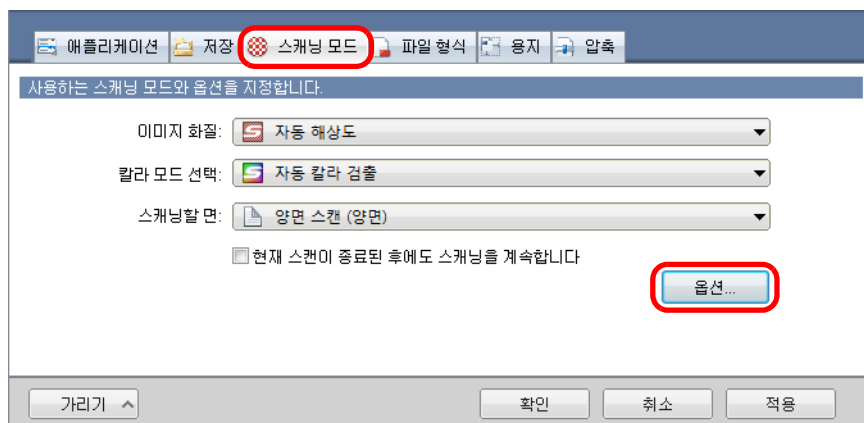 애플리케이션 저장 스캐닝 모드 파일 형식 용지 압축
사용하는 스캐닝 모드와 옵션을 지정합니다.
이미지 화질: 자동 해상도
칼라 모드 선택: 자동 칼라 검출
스캐닝할 면: 양면 스캔 (양면)
현재 스캔이 종료된 후에도 스캐닝을 계속합니다
옵션...
가리기 확인 취소 적용